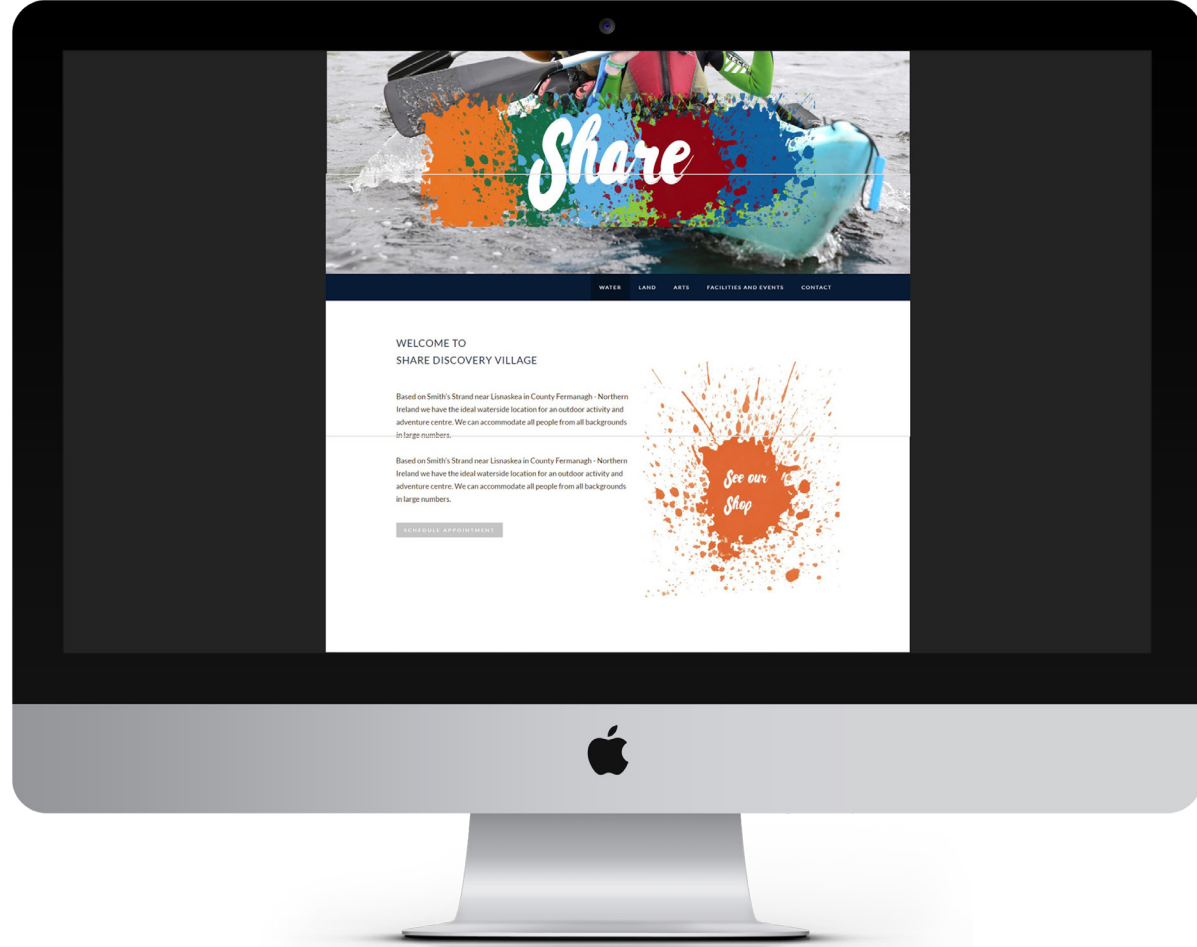 Share
WATER LAND ARTS FACILITIES AND EVENTS CONTACT
WELCOME TO
SHARE DISCOVERY VILLAGE
Based on Smith's Strand near Lisnaskea in County Fermanagh - Northern
Ireland we have the ideal waterside location for an outdoor activity and
adventure centre. We can accommodate all people from all backgrounds
in large numbers.
Based on Smith's Strand near Lisnaskea in County Fermanagh - Northern
Ireland we have the ideal waterside location for an outdoor activity and
adventure centre. We can accommodate all people from all backgrounds
in large numbers.
SCHEDULE APPOINTMENT
See our
Shop